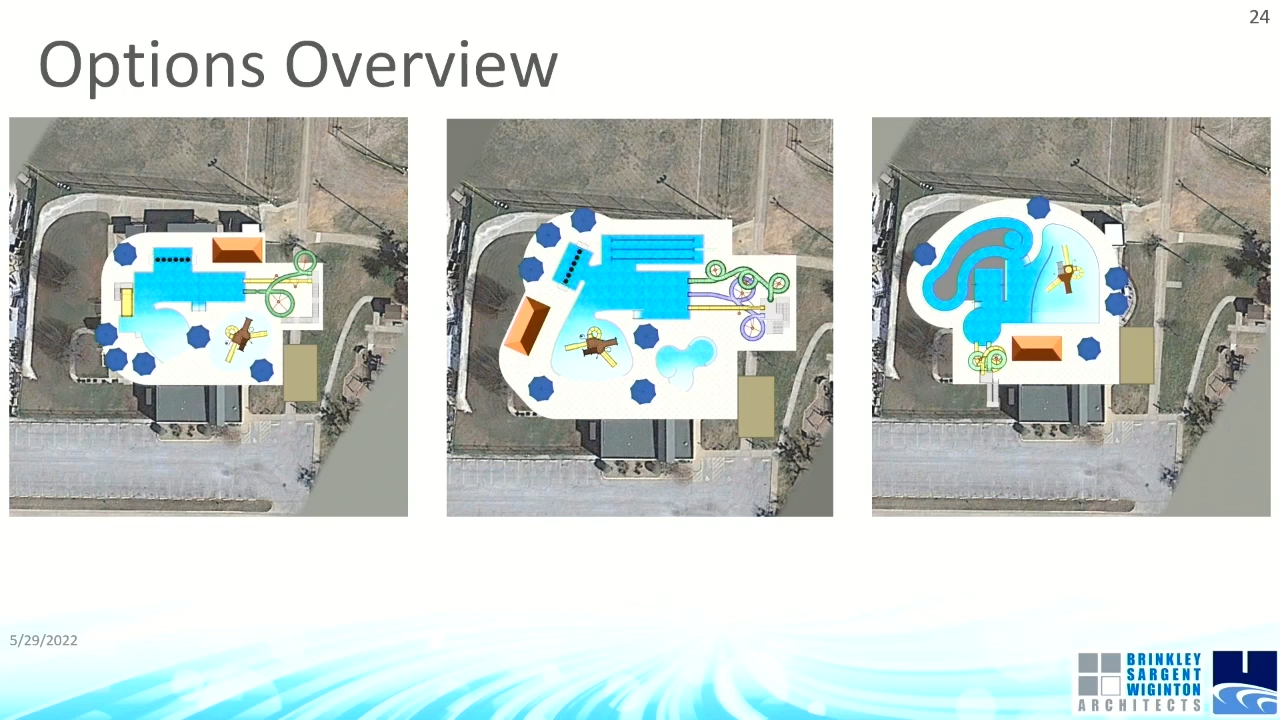 24
Options Overview
5/29/2022
BRINKLEY
SARGENT
WIGINTON
ARCHITECTS